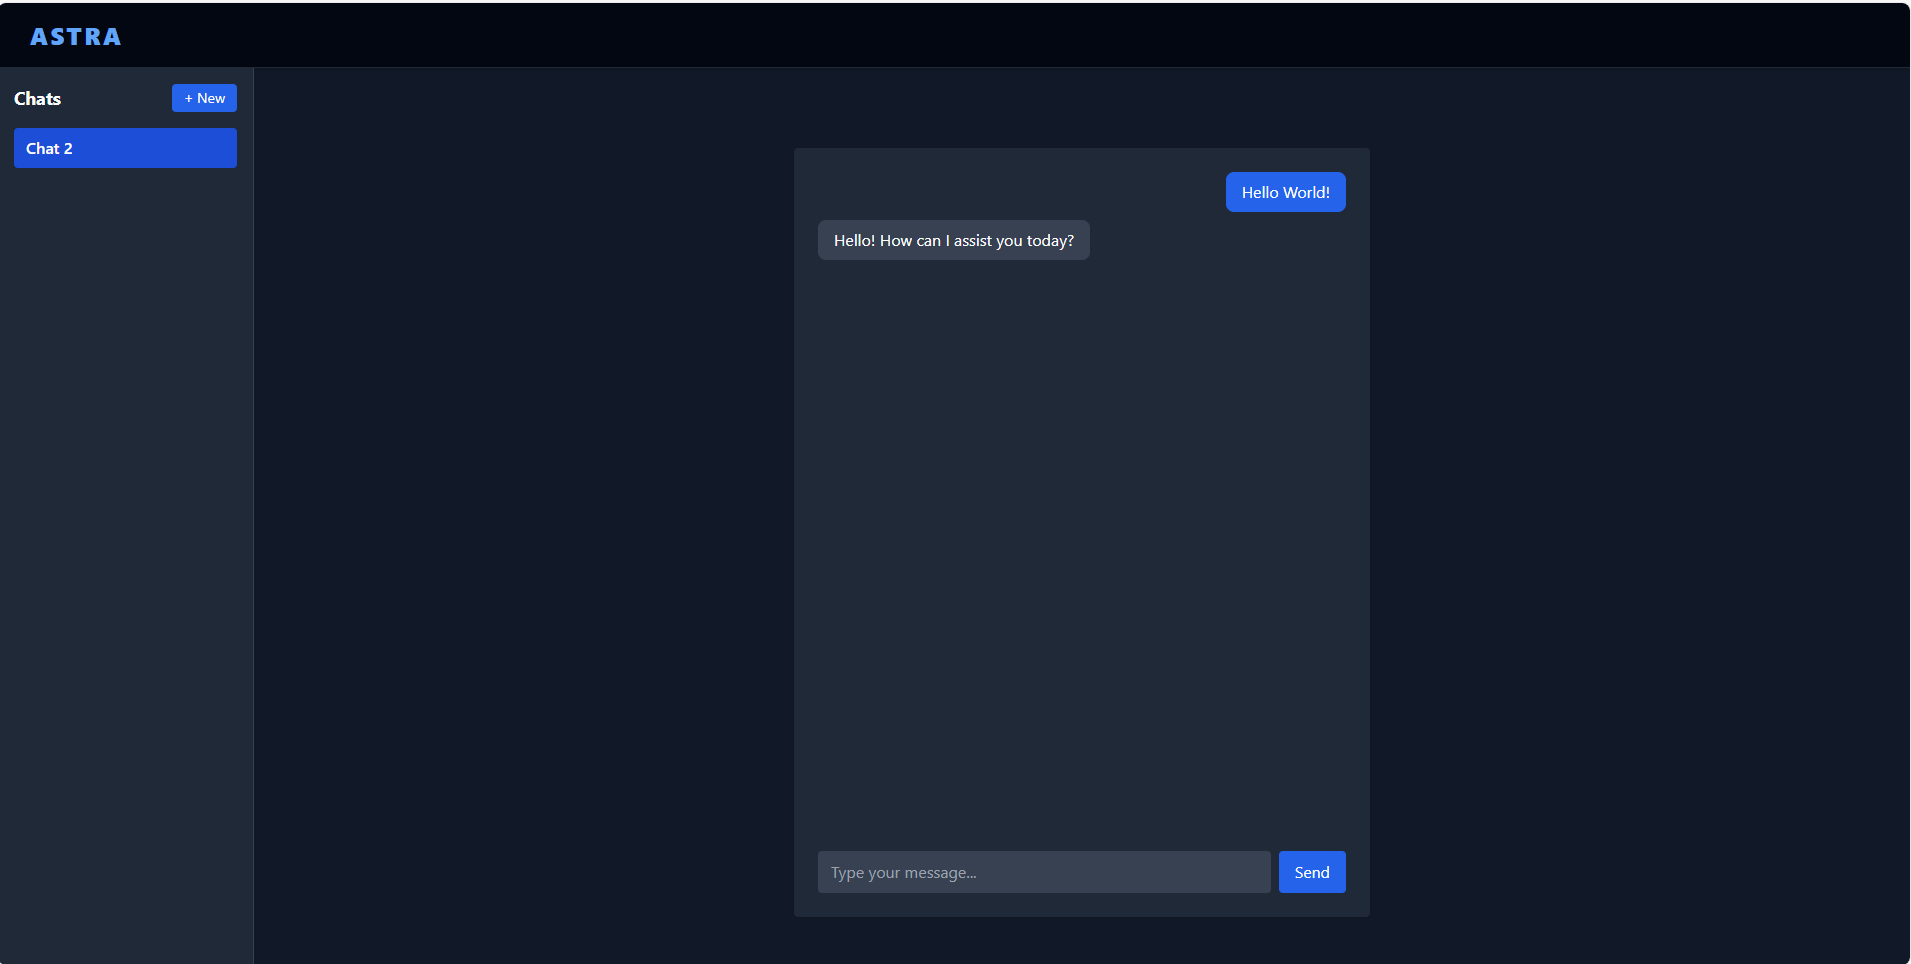 ASTRA
Chats
+ New
Chat 2
Hello World!
Hello! How can I assist you today?
Type your message...
Send